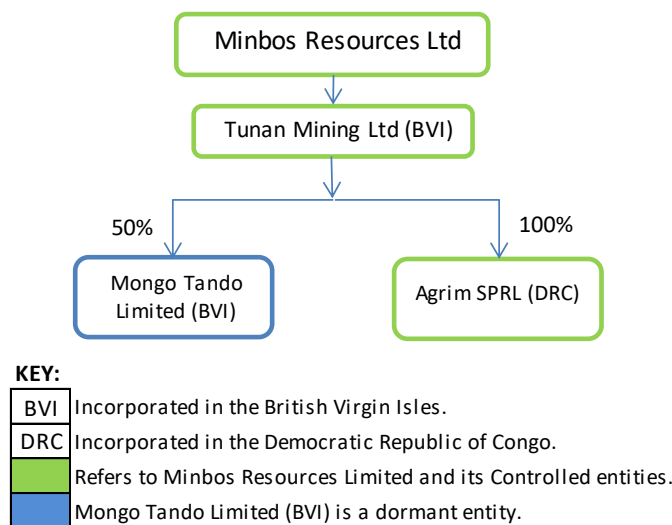 Minbos Resources Ltd
Tunan Mining Ltd (BVI)
50%
100%
Mongo Tando
Limited (BVI)
Agrim SPRL (DRC)
KEY:
BVI Incorporated in the British Virgin Isles.
DRC Incorporated in the Democratic Republic of Congo.
Refers to Minbos Resources Limited and its Controlled entities.
Mongo Tando Limited (BVI) is a dormant entity.